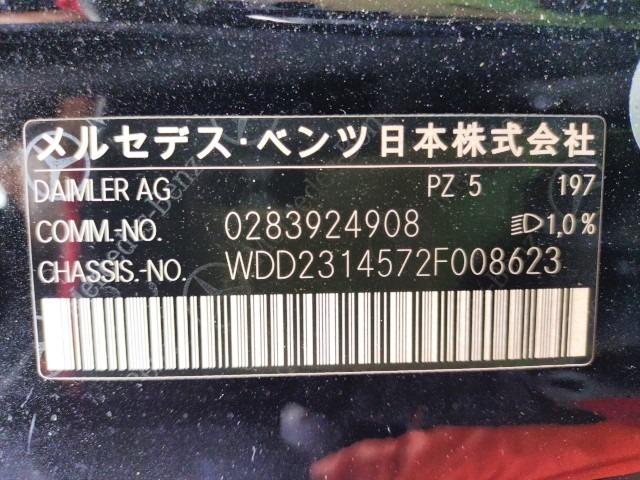 メルセデス・ベンツ日本株式会社
DAIMLER AG PZ 5 197
COMM.-NO. 0283924908 1,0%
CHASSIS.-NO. WDD2314572F008623